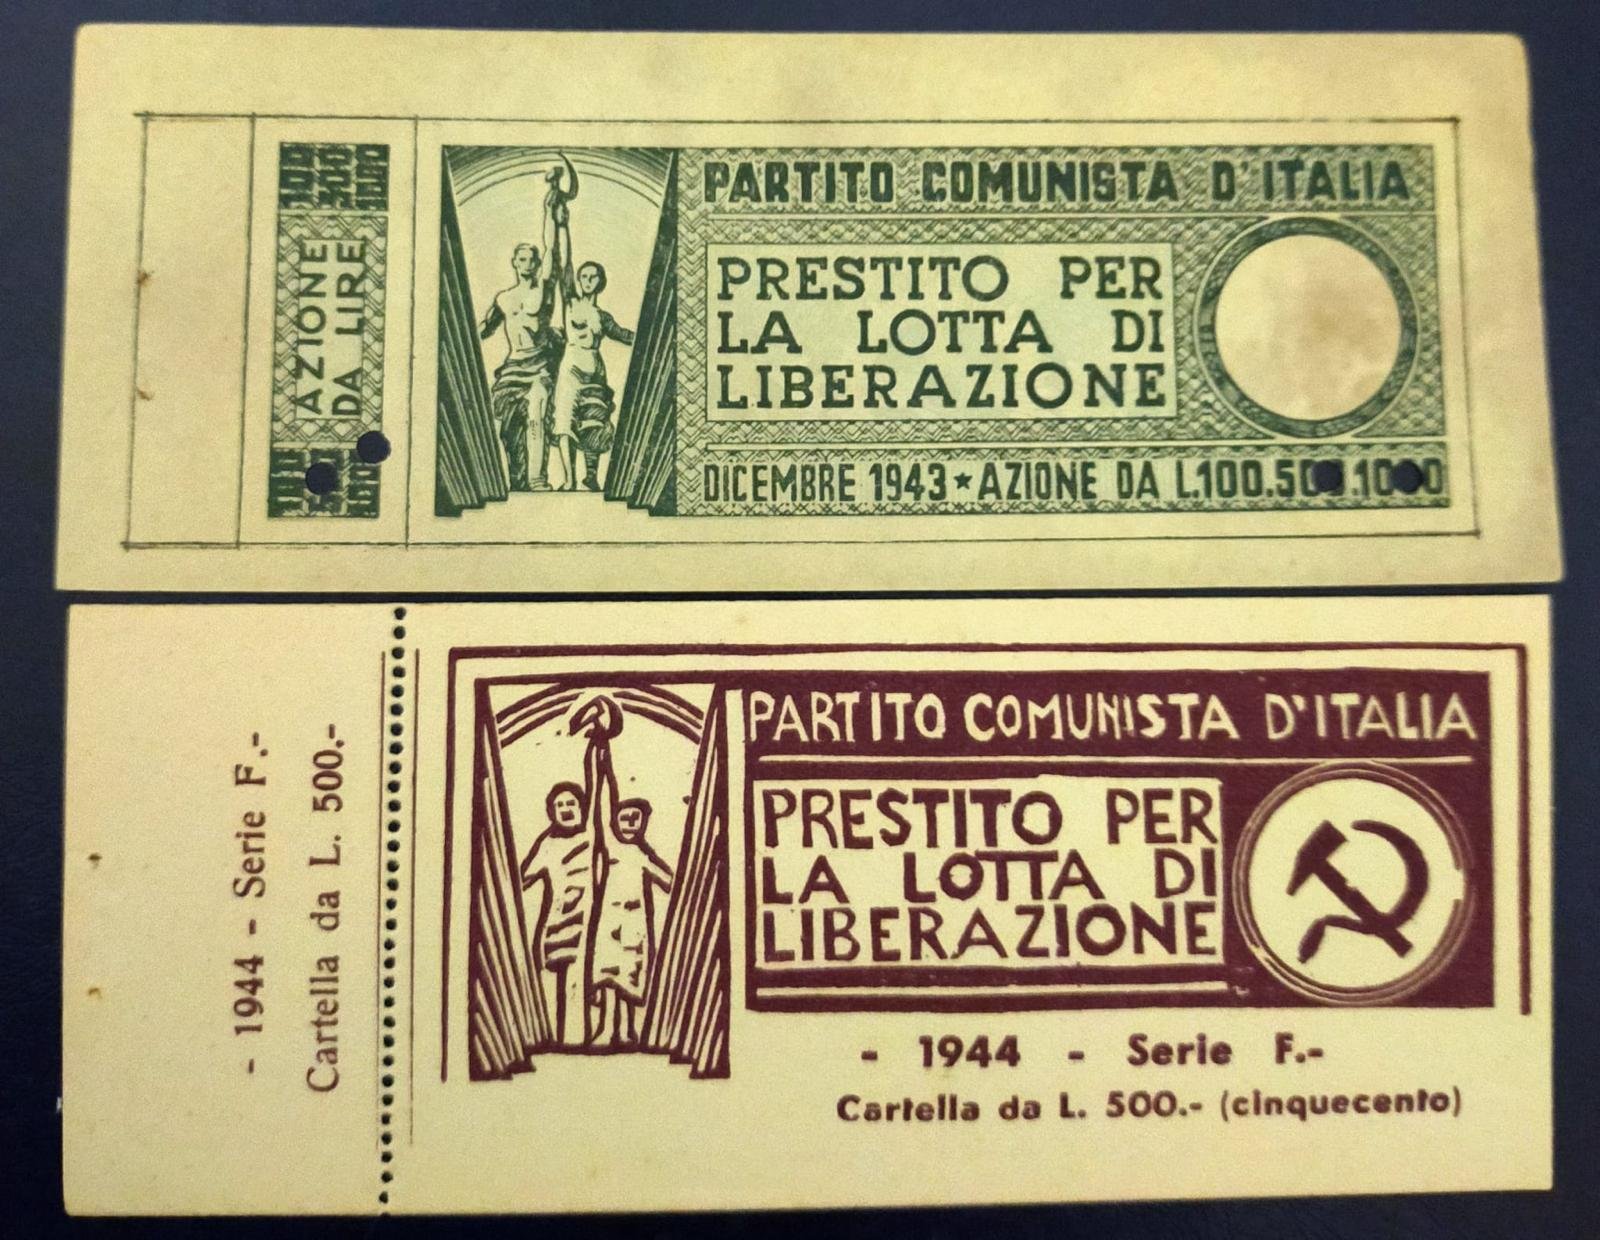 100
500
1000
AZIONE
DA LIRE
100
1000
PARTITO COMUNISTA D'ITALIA
PRESTITO PER
LA LOTTA DI
LIBERAZIONE
DICEMBRE 1943 ★ AZIONE DA L.100.500.1000
- 1944 - Serie F.-
Cartella da L. 500.-
PARTITO COMUNISTA D'ITALIA
PRESTITO PER
LA LOTTA DI
LIBERAZIONE
- 1944 - Serie F.-
Cartella da L. 500.- (cinquecento)